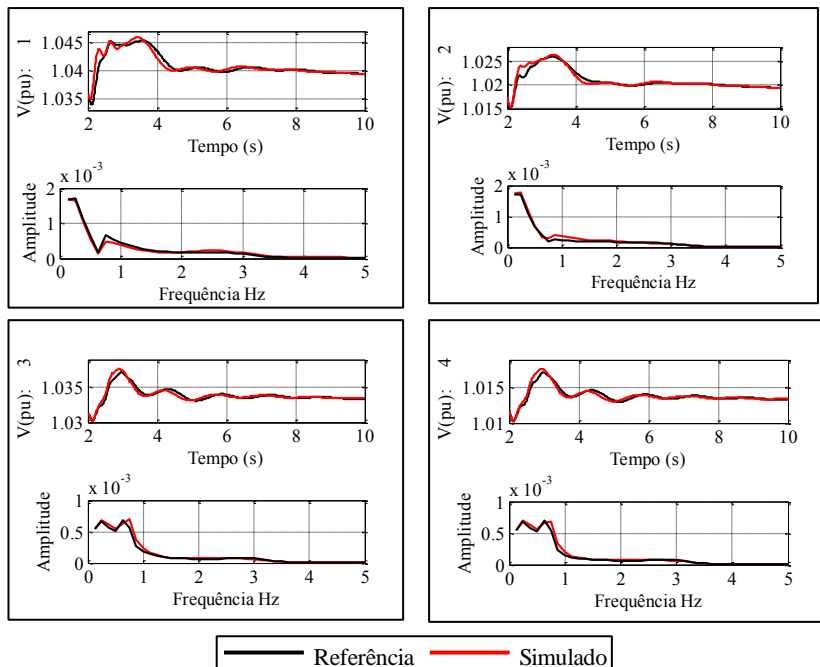 V(pu): 1
1.045
1.04
1.035
2 4 6 8 10
Tempo (s)
x 10^-3
Amplitude
2
1
0
0 1 2 3 4 5
Frequência Hz
V(pu): 2
1.025
1.02
1.015
2 4 6 8 10
Tempo (s)
x 10^-3
Amplitude
2
1
0
0 1 2 3 4 5
Frequência Hz
V(pu): 3
1.035
1.03
2 4 6 8 10
Tempo (s)
x 10^-3
Amplitude
1
0.5
0
0 1 2 3 4 5
Frequência Hz
V(pu): 4
1.015
1.01
2 4 6 8 10
Tempo (s)
x 10^-3
Amplitude
1
0.5
0
0 1 2 3 4 5
Frequência Hz
Referência Simulado